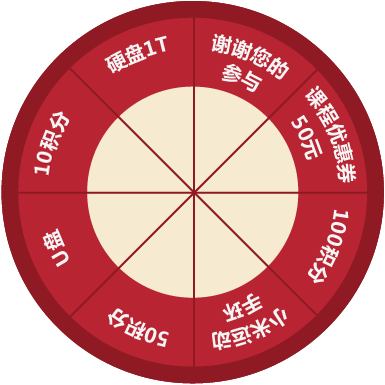 谢谢您的
参与
课程优惠券
50元
100积分
小米运动
手环
50积分
U盘
10积分
硬盘1T